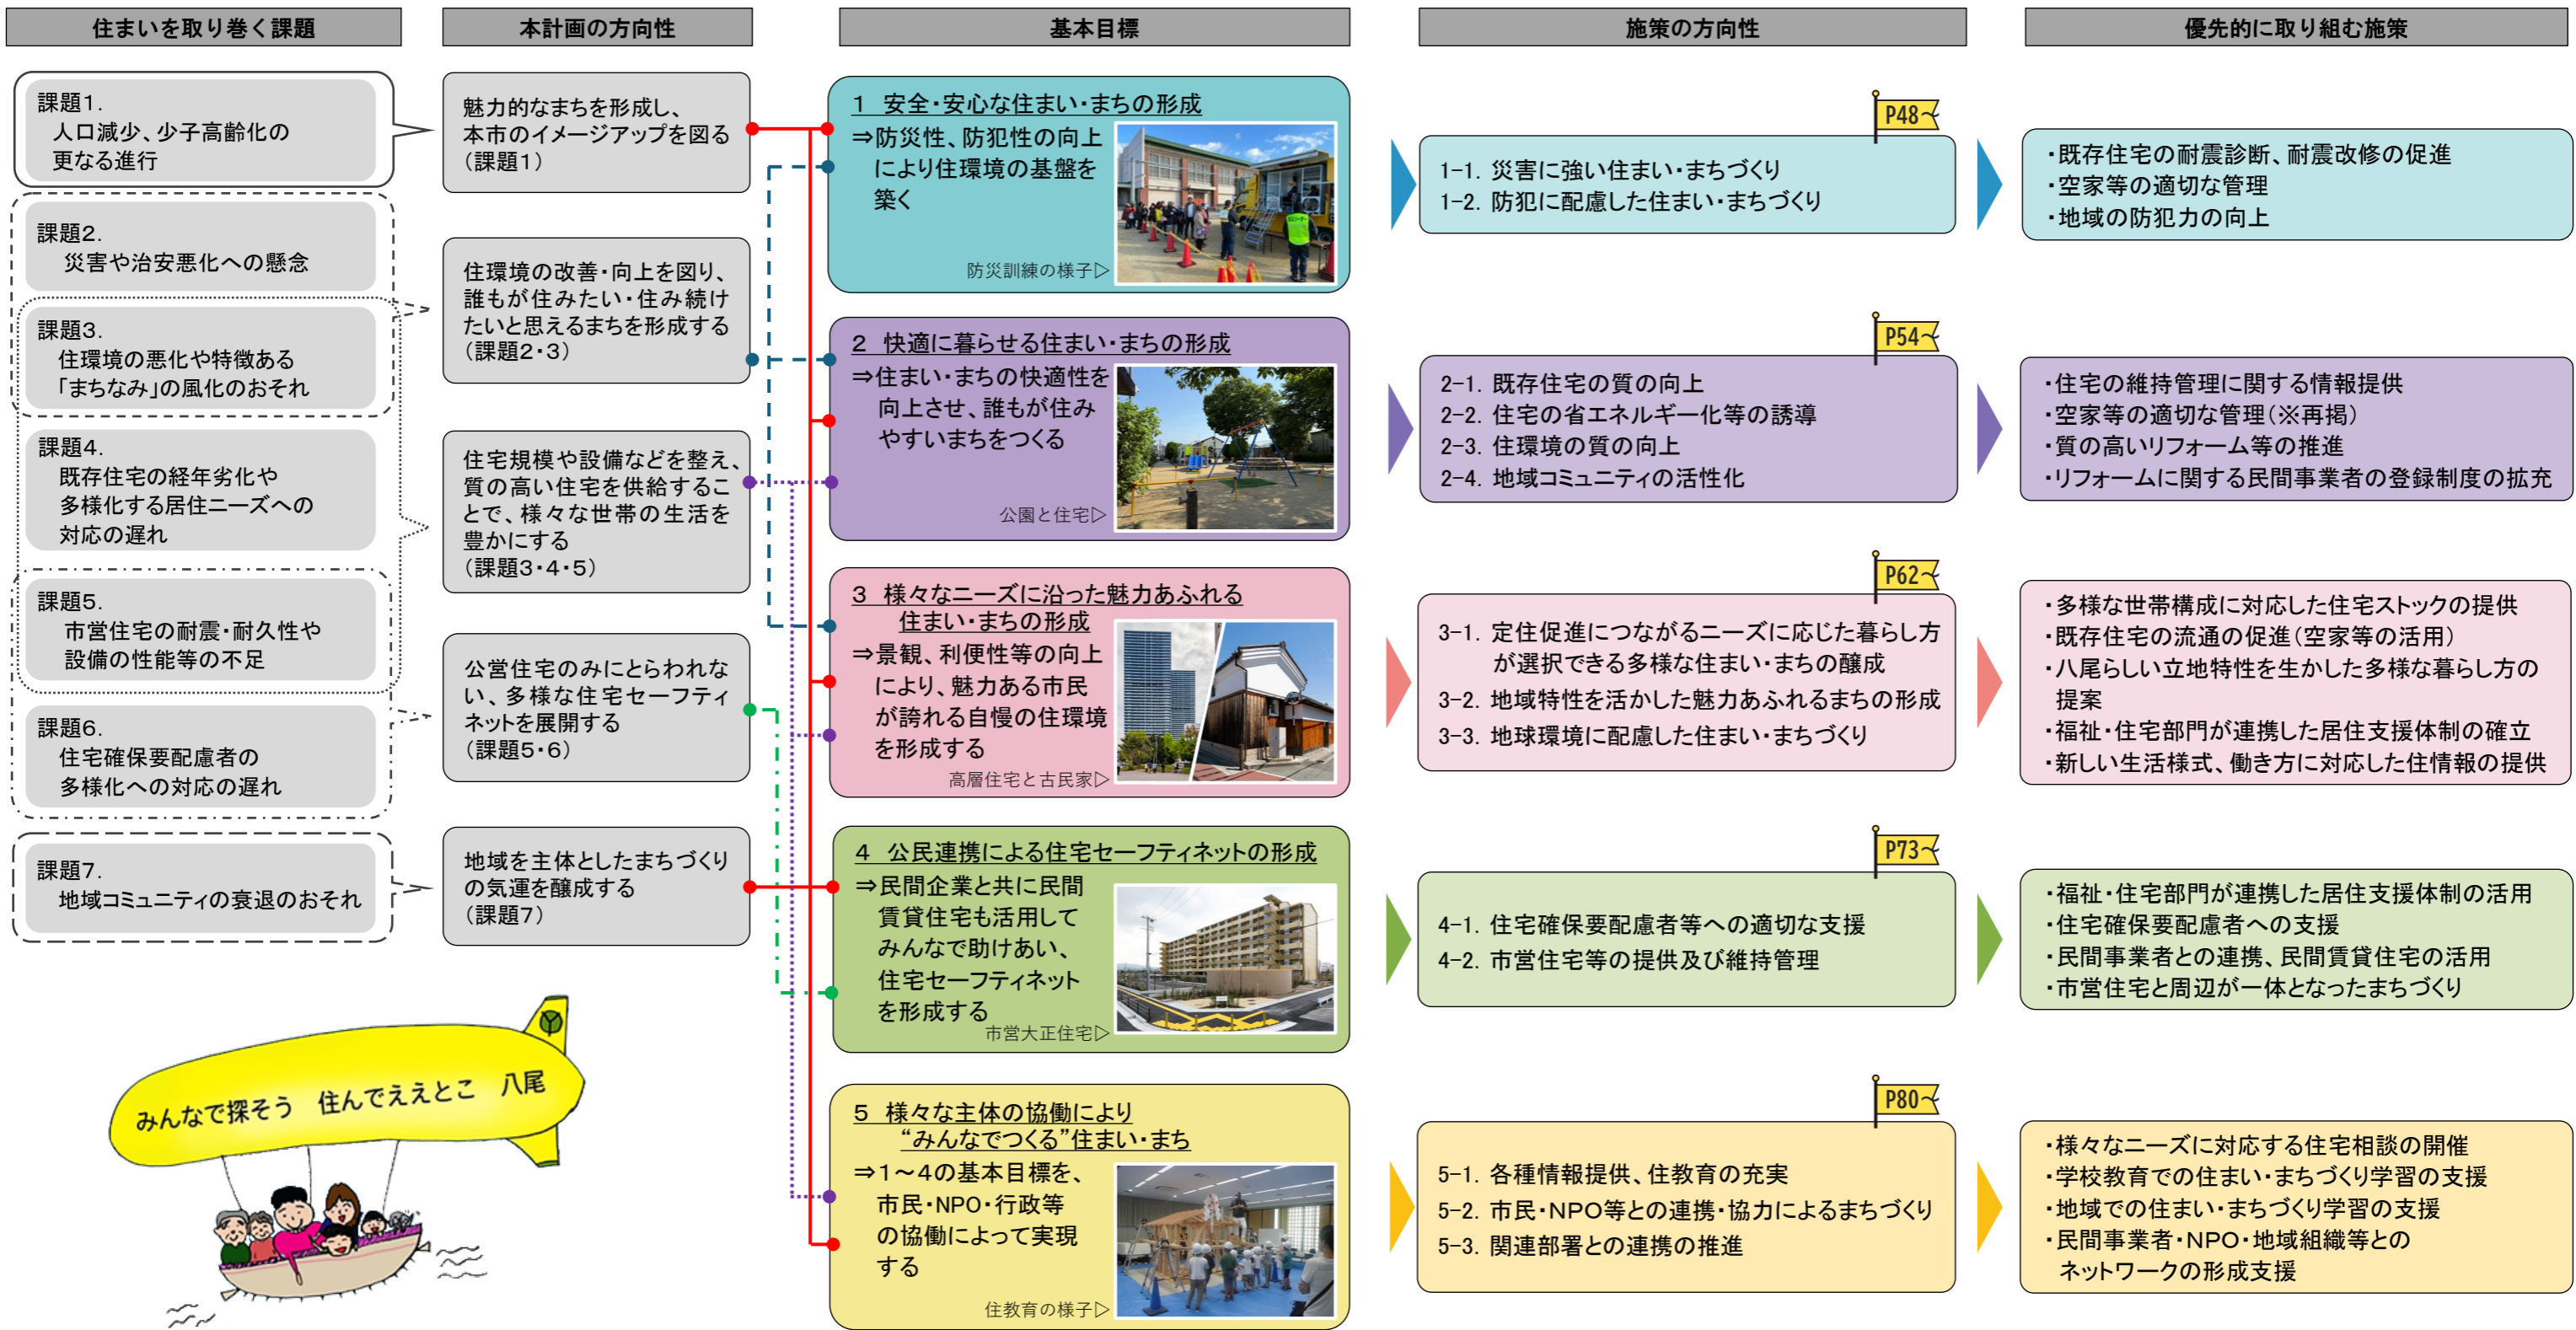 住まいを取り巻く課題
本計画の方向性
基本目標
施策の方向性
優先的に取り組む施策
課題1.
人口減少、少子高齢化の
更なる進行
課題2.
災害や治安悪化への懸念
課題3.
住環境の悪化や特徴ある
「まちなみ」の風化のおそれ
課題4.
既存住宅の経年劣化や
多様化する居住ニーズへの
対応の遅れ
課題5.
市営住宅の耐震・耐久性や
設備の性能等の不足
課題6.
住宅確保要配慮者の
多様化への対応の遅れ
課題7.
地域コミュニティの衰退のおそれ
魅力的なまちを形成し、
本市のイメージアップを図る
(課題1)
住環境の改善・向上を図り、
誰もが住みたい・住み続け
たいと思えるまちを形成する
(課題2・3)
住宅規模や設備などを整え、
質の高い住宅を供給するこ
とで、様々な世帯の生活を
豊かにする
(課題3・4・5)
公営住宅のみにとらわれな
い、多様な住宅セーフティ
ネットを展開する
(課題5・6)
地域を主体としたまちづくり
の気運を醸成する
(課題7)
1 安全・安心な住まい・まちの形成
⇒防災性、防犯性の向上
により住環境の基盤を
築く
防災訓練の様子▷
2 快適に暮らせる住まい・まちの形成
⇒住まい・まちの快適性を
向上させ、誰もが住み
やすいまちをつくる
公園と住宅▷
3 様々なニーズに沿った魅力あふれる
住まい・まちの形成
⇒景観、利便性等の向上
により、魅力ある市民
が誇れる自慢の住環境
を形成する
高層住宅と古民家▷
4 公民連携による住宅セーフティネットの形成
⇒民間企業と共に民間
賃貸住宅も活用して
みんなで助けあい、
住宅セーフティネット
を形成する
市営大正住宅▷
5 様々な主体の協働により
“みんなでつくる”住まい・まち
⇒1～4の基本目標を、
市民・NPO・行政等
の協働によって実現
する
住教育の様子▷
P48～
1-1. 災害に強い住まい・まちづくり
1-2. 防犯に配慮した住まい・まちづくり
P54～
2-1. 既存住宅の質の向上
2-2. 住宅の省エネルギー化等の誘導
2-3. 住環境の質の向上
2-4. 地域コミュニティの活性化
P62～
3-1. 定住促進につながるニーズに応じた暮らし方
が選択できる多様な住まい・まちの醸成
3-2. 地域特性を活かした魅力あふれるまちの形成
3-3. 地球環境に配慮した住まい・まちづくり
P73～
4-1. 住宅確保要配慮者等への適切な支援
4-2. 市営住宅等の提供及び維持管理
P80～
5-1. 各種情報提供、住教育の充実
5-2. 市民・NPO等との連携・協力によるまちづくり
5-3. 関連部署との連携の推進
・既存住宅の耐震診断、耐震改修の促進
・空家等の適切な管理
・地域の防犯力の向上
・住宅の維持管理に関する情報提供
・空家等の適切な管理(※再掲)
・質の高いリフォーム等の推進
・リフォームに関する民間事業者の登録制度の拡充
・多様な世帯構成に対応した住宅ストックの提供
・既存住宅の流通の促進(空家等の活用)
・八尾らしい立地特性を生かした多様な暮らし方の
提案
・福祉・住宅部門が連携した居住支援体制の確立
・新しい生活様式、働き方に対応した住情報の提供
・福祉・住宅部門が連携した居住支援体制の活用
・住宅確保要配慮者への支援
・民間事業者との連携、民間賃貸住宅の活用
・市営住宅と周辺が一体となったまちづくり
・様々なニーズに対応する住宅相談の開催
・学校教育での住まい・まちづくり学習の支援
・地域での住まい・まちづくり学習の支援
・民間事業者・NPO・地域組織等との
ネットワークの形成支援
みんなで探そう 住んでええとこ 八尾